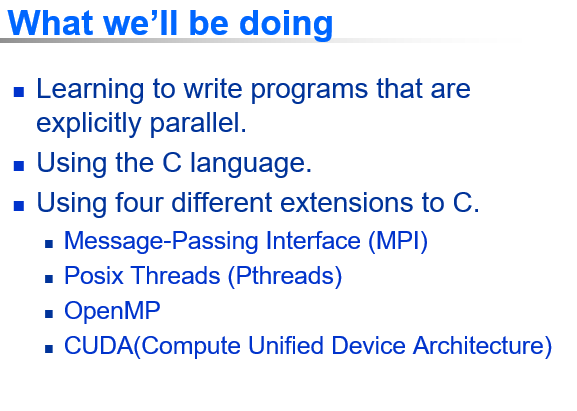 What we’ll be doing
Learning to write programs that are
explicitly parallel.
Using the C language.
Using four different extensions to C.
Message-Passing Interface (MPI)
Posix Threads (Pthreads)
OpenMP
CUDA(Compute Unified Device Architecture)